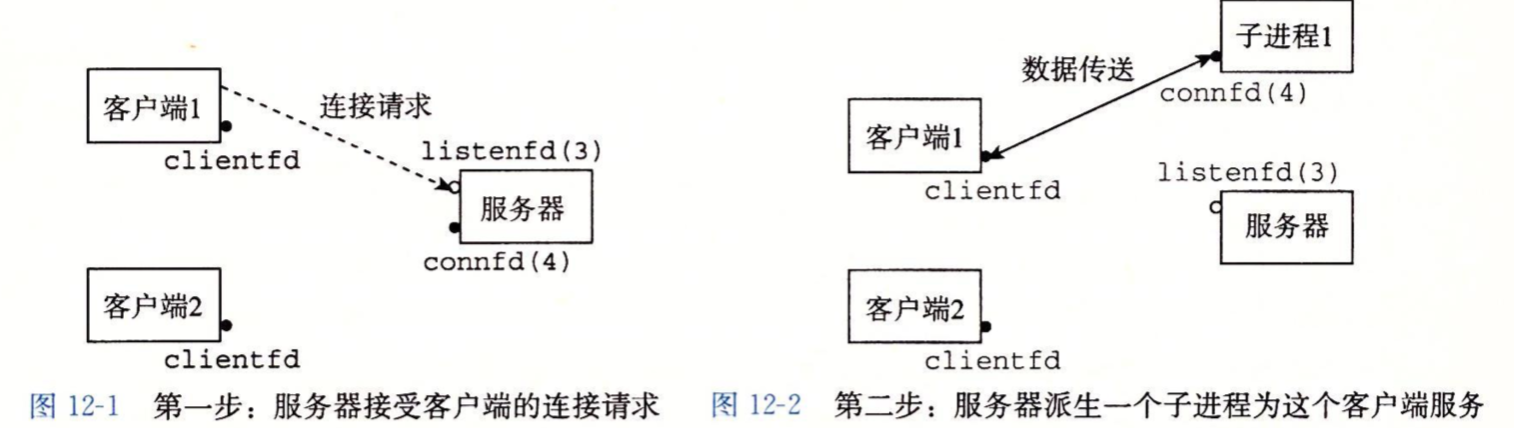 客户端1
连接请求
clientfd
listenfd(3)
服务器
connfd(4)
客户端2
clientfd
图 12-1 第一步：服务器接受客户端的连接请求
子进程1
数据传送
connfd(4)
客户端1
clientfd
listenfd(3)
服务器
客户端2
clientfd
图 12-2 第二步：服务器派生一个子进程为这个客户端服务